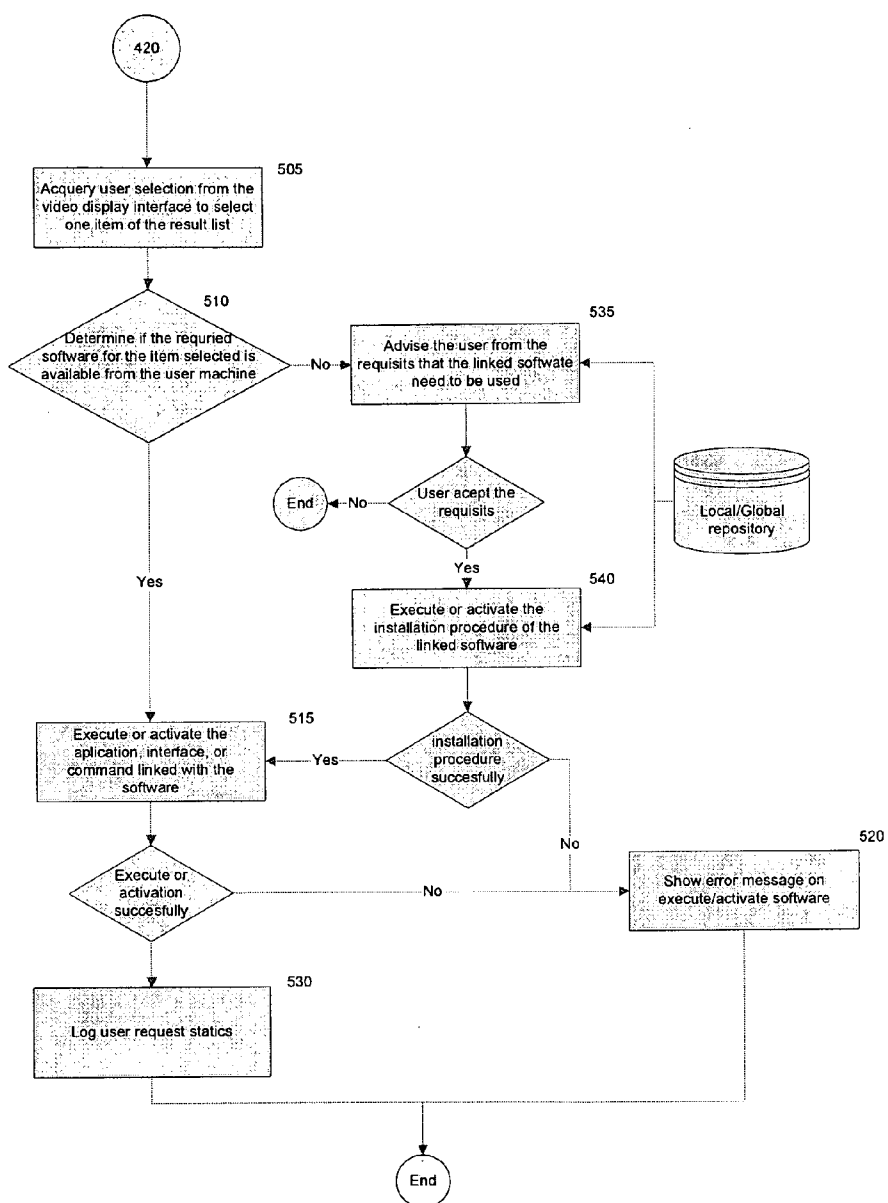 420
505
Acquery user selection from the
video display interface to select
one item of the result list
510
Determine if the requried
software for the item selected is
available from the user machine
No
535
Advise the user from the
requisits that the linked softwate
need to be used
User acept the
requisits
No
End
Local/Global
repository
Yes
Yes
540
Execute or activate the
installation procedure of the
linked software
515
Execute or activate the
aplication, interface, or
command linked with the
software
Yes
installation
procedure
succesfully
No
520
Show error message on
execute/activate software
Execute or
activation
succesfully
No
530
Log user request statics
End